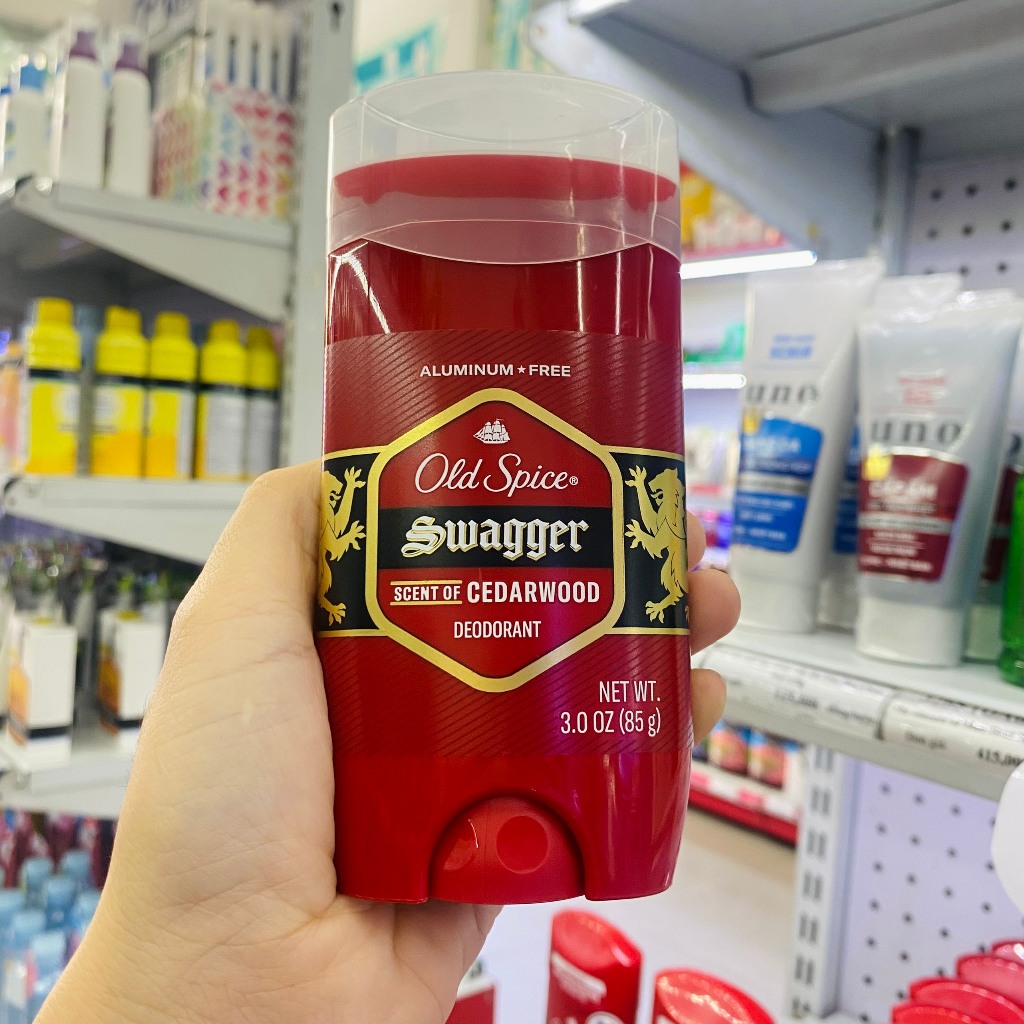 ALUMINUM★FREE
Old Spice®
Swagger
SCENT OF CEDARWOOD
DEODORANT
NET WT.
3.0 OZ (85 g)
uno
uno